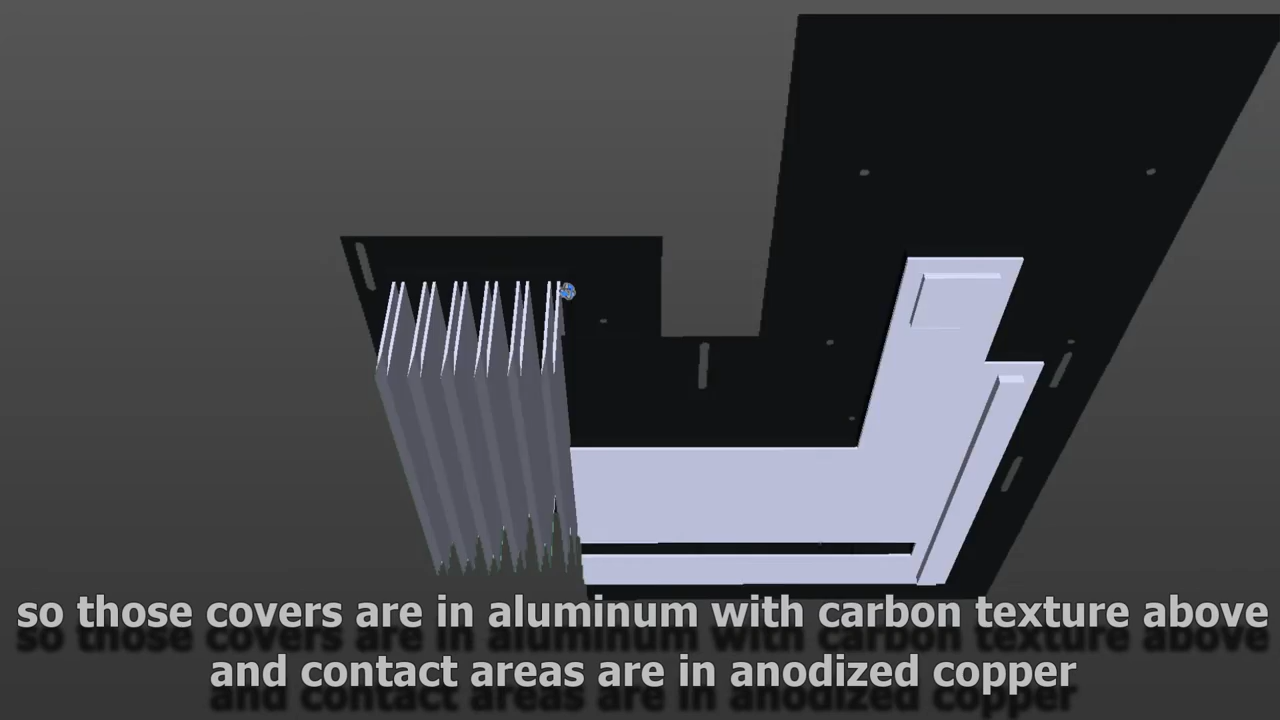 so those covers are in aluminum with carbon texture above
and contact areas are in anodized copper